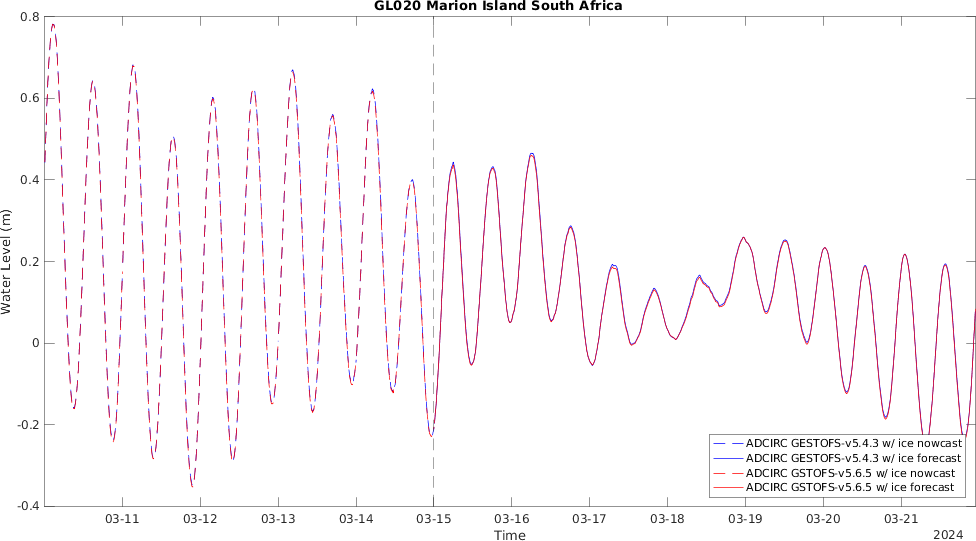 GL020 Marion Island South Africa
0.8
0.6
0.4
0.2
0
-0.2
-0.4
Water Level (m)
ADCIRC GESTOFS-v5.4.3 w/ ice nowcast
ADCIRC GESTOFS-v5.4.3 w/ ice forecast
ADCIRC GSTOFS-v5.6.5 w/ ice nowcast
ADCIRC GSTOFS-v5.6.5 w/ ice forecast
03-11 03-12 03-13 03-14 03-15 03-16 03-17 03-18 03-19 03-20 03-21
Time
2024